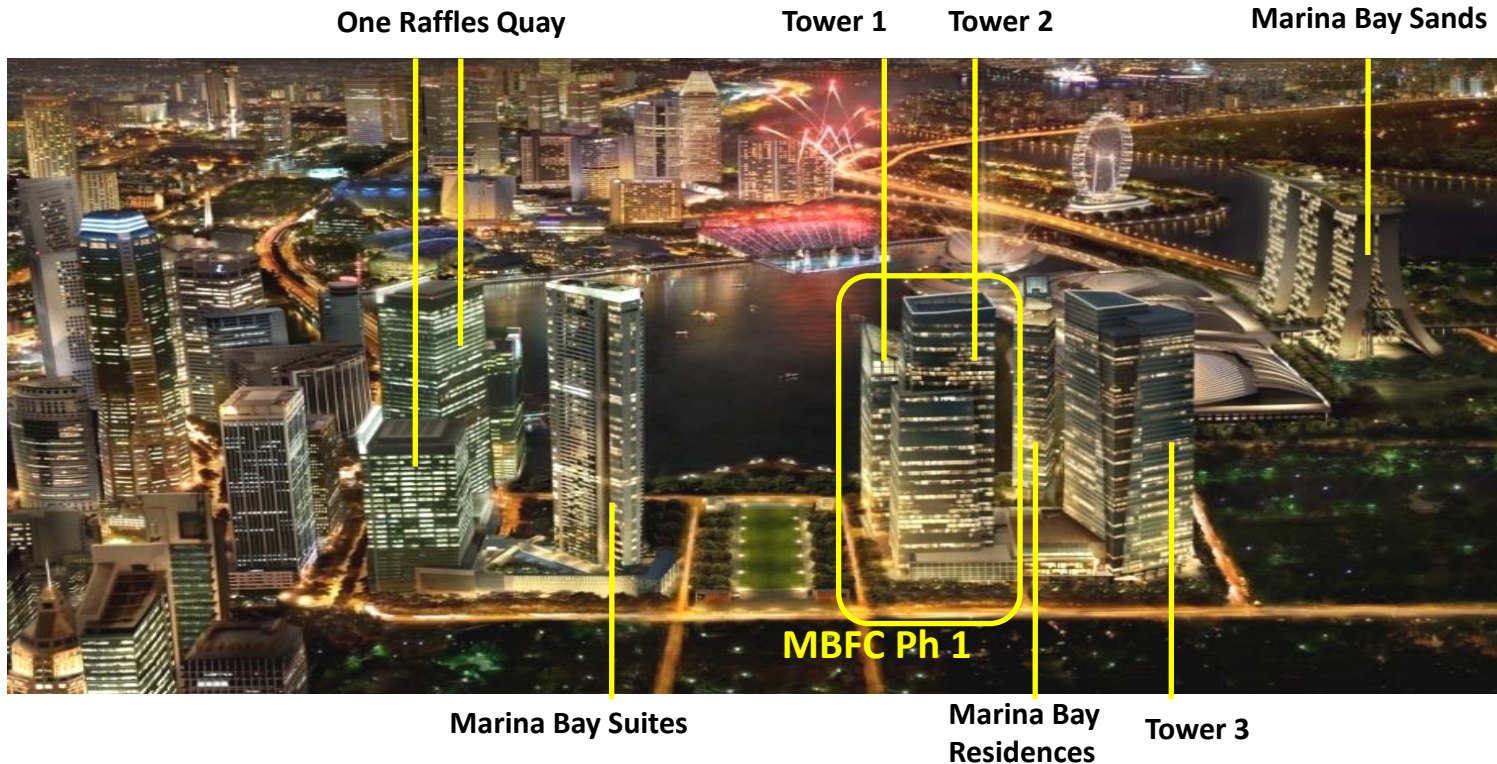 One Raffles Quay
Tower 1
Tower 2
Marina Bay Sands
MBFC Ph 1
Marina Bay Suites
Marina Bay
Residences
Tower 3